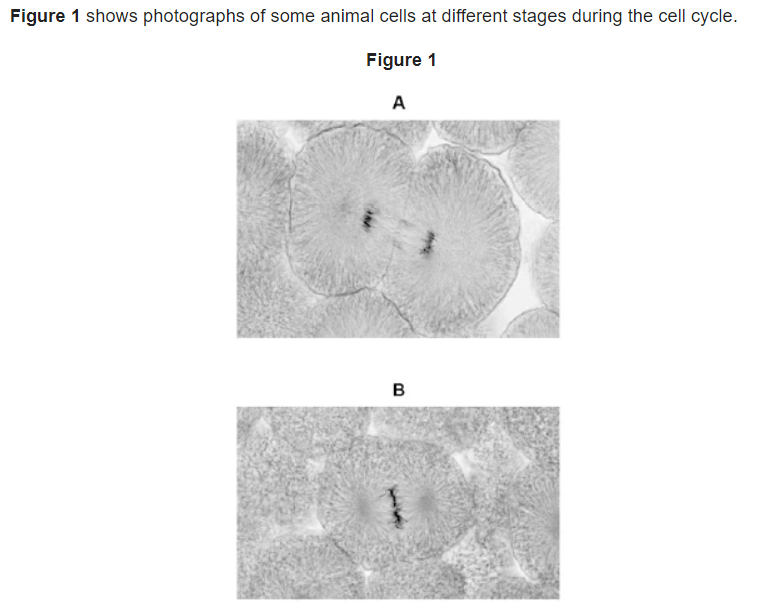 Figure 1 shows photographs of some animal cells at different stages during the cell cycle.
Figure 1
A
B